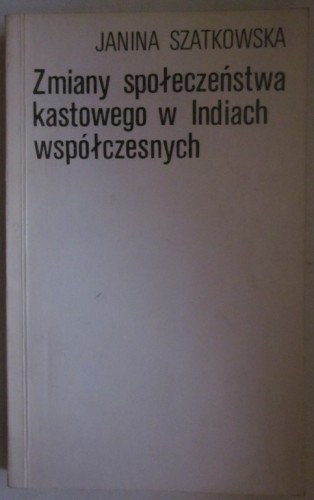 JANINA SZATKOWSKA
Zmiany społeczeństwa
kastowego w Indiach
współczesnych